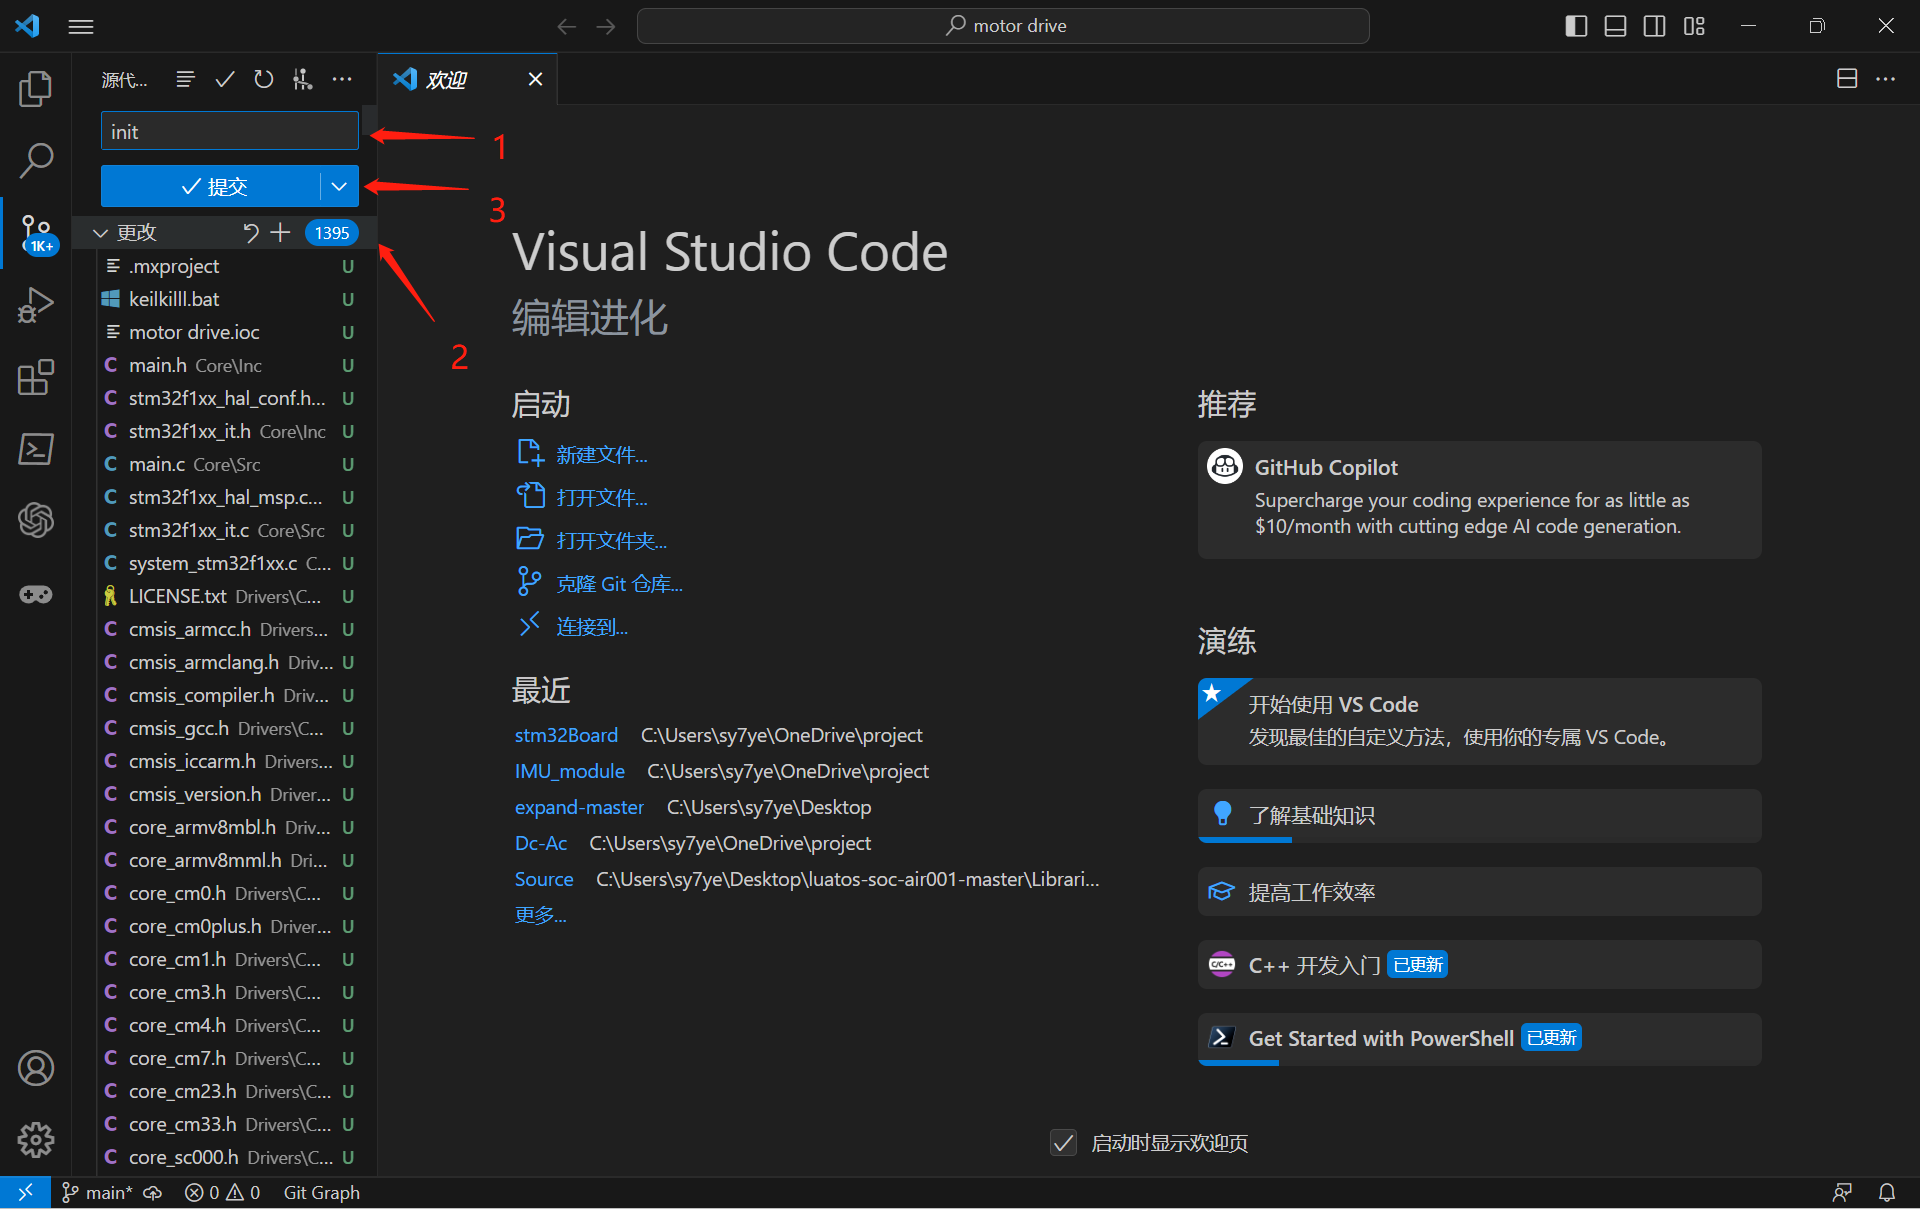 motor drive
源代...
欢迎
init
1
提交
3
更改
1395
1K+
2
.mxproject U
keilkilll.bat U
motor drive.ioc U
main.h Core\Inc U
stm32f1xx_hal_conf.h... U
stm32f1xx_it.h Core\Inc U
main.c Core\Src U
stm32f1xx_hal_msp.c... U
stm32f1xx_it.c Core\Src U
system_stm32f1xx.c C... U
LICENSE.txt Drivers\C... U
cmsis_armcc.h Drivers... U
cmsis_armclang.h Driv... U
cmsis_compiler.h Driv... U
cmsis_gcc.h Drivers\C... U
cmsis_iccarm.h Drivers... U
cmsis_version.h Driver... U
core_armv8mbl.h Driv... U
core_armv8mml.h Dri... U
core_cm0.h Drivers\C... U
core_cm0plus.h Driver... U
core_cm1.h Drivers\C... U
core_cm3.h Drivers\C... U
core_cm4.h Drivers\C... U
core_cm7.h Drivers\C... U
core_cm23.h Drivers\C... U
core_cm33.h Drivers\C... U
core_sc000.h Drivers\C... U
Visual Studio Code
编辑进化
启动
新建文件...
打开文件...
打开文件夹...
克隆 Git 仓库...
连接到...
最近
stm32Board C:\Users\sy7ye\OneDrive\project
IMU_module C:\Users\sy7ye\OneDrive\project
expand-master C:\Users\sy7ye\Desktop
Dc-Ac C:\Users\sy7ye\OneDrive\project
Source C:\Users\sy7ye\Desktop\luatos-soc-air001-master\Librari...
更多...
推荐
GitHub Copilot
Supercharge your coding experience for as little as
$10/month with cutting edge AI code generation.
演练
开始使用 VS Code
发现最佳的自定义方法，使用你的专属 VS Code。
了解基础知识
提高工作效率
C/C++
C++ 开发入门 已更新
Get Started with PowerShell 已更新
启动时显示欢迎页
main* 0 0 Git Graph